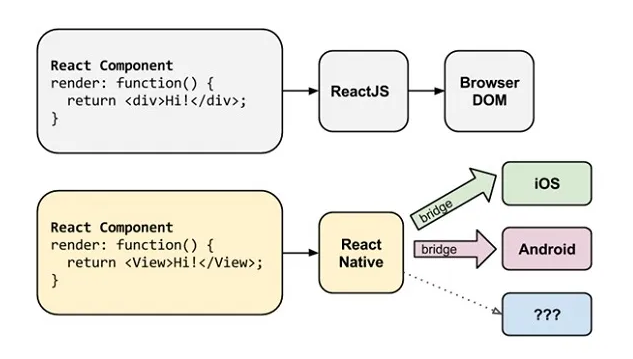 React Component
render: function() {
return <div>Hi!</div>;
}
ReactJS
Browser
DOM
React Component
render: function() {
return <View>Hi!</View>;
}
React
Native
bridge
iOS
bridge
Android
???